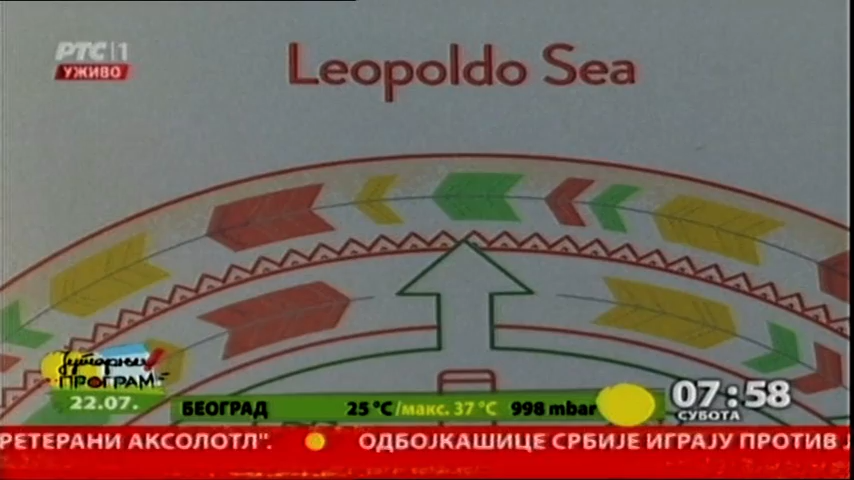 РТС|1
УЖИВО
Leopoldo Sea
Јутарњи
ПРОГРАМ
22.07.
БЕОГРАД 25 °C/макс. 37 °C 998 mbar
07:58
СУБОТА
РЕТЕРАНИ АКСОЛОТЛ". ОДБОЈКАШИЦЕ СРБИЈЕ ИГРАЈУ ПРОТИВ